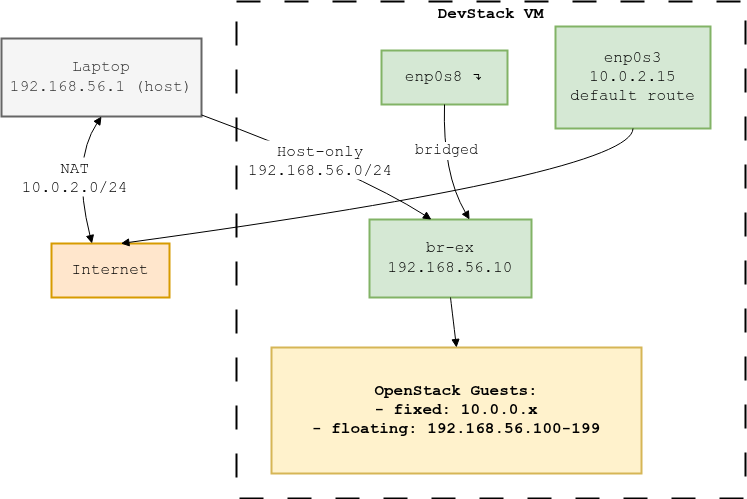 DevStack VM
Laptop
192.168.56.1 (host)
enp0s8 ↴
enp0s3
10.0.2.15
default route
NAT
10.0.2.0/24
Host-only
192.168.56.0/24
bridged
Internet
br-ex
192.168.56.10
OpenStack Guests:
- fixed: 10.0.0.x
- floating: 192.168.56.100-199